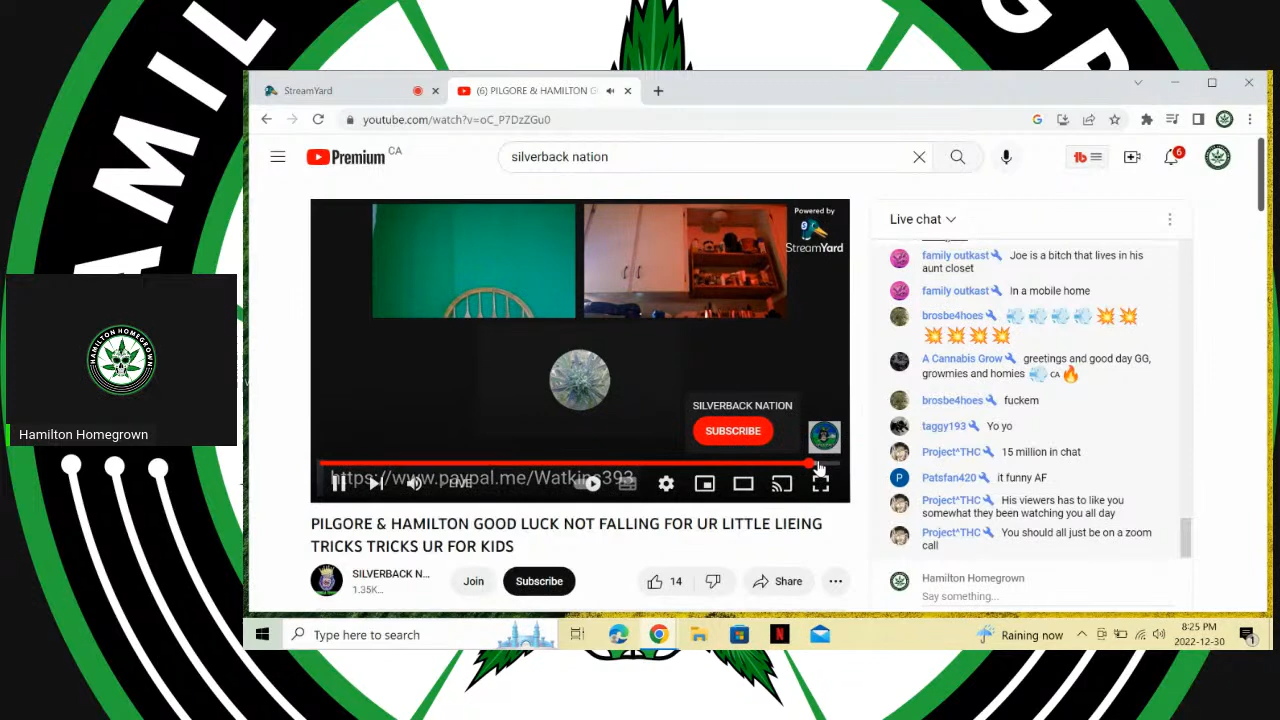 HAMIL
GR
StreamYard
(6) PILGORE & HAMILTON G
youtube.com/watch?v=oC_P7DzZGu0
Premium CA
silverback nation
6
Powered by
StreamYard
SILVERBACK NATION
SUBSCRIBE
https://www.paypal.me/Watkins393
LIVE
PILGORE & HAMILTON GOOD LUCK NOT FALLING FOR UR LITTLE LIEING
TRICKS TRICKS UR FOR KIDS
SILVERBACK N...
1.35K...
Join
Subscribe
14
Share
Live chat
family outkast Joe is a bitch that lives in his
aunt closet
family outkast In a mobile home
brosbe4hoes 💨💨💨💨💥💥
💥💥💥💥
A Cannabis Grow greetings and good day GG,
growmies and homies 💨 CA 🔥
brosbe4hoes fuckem
taggy193 Yo yo
Project^THC 15 million in chat
P Patsfan420 it funny AF
Project^THC His viewers has to like you
somewhat they been watching you all
day
Project^THC You should all just be on a zoom
call
Hamilton Homegrown
Say something...
HAMILTON HOMEGROWN
Hamilton Homegrown
Type here to search
Raining now
8:25 PM
2022-12-30
1